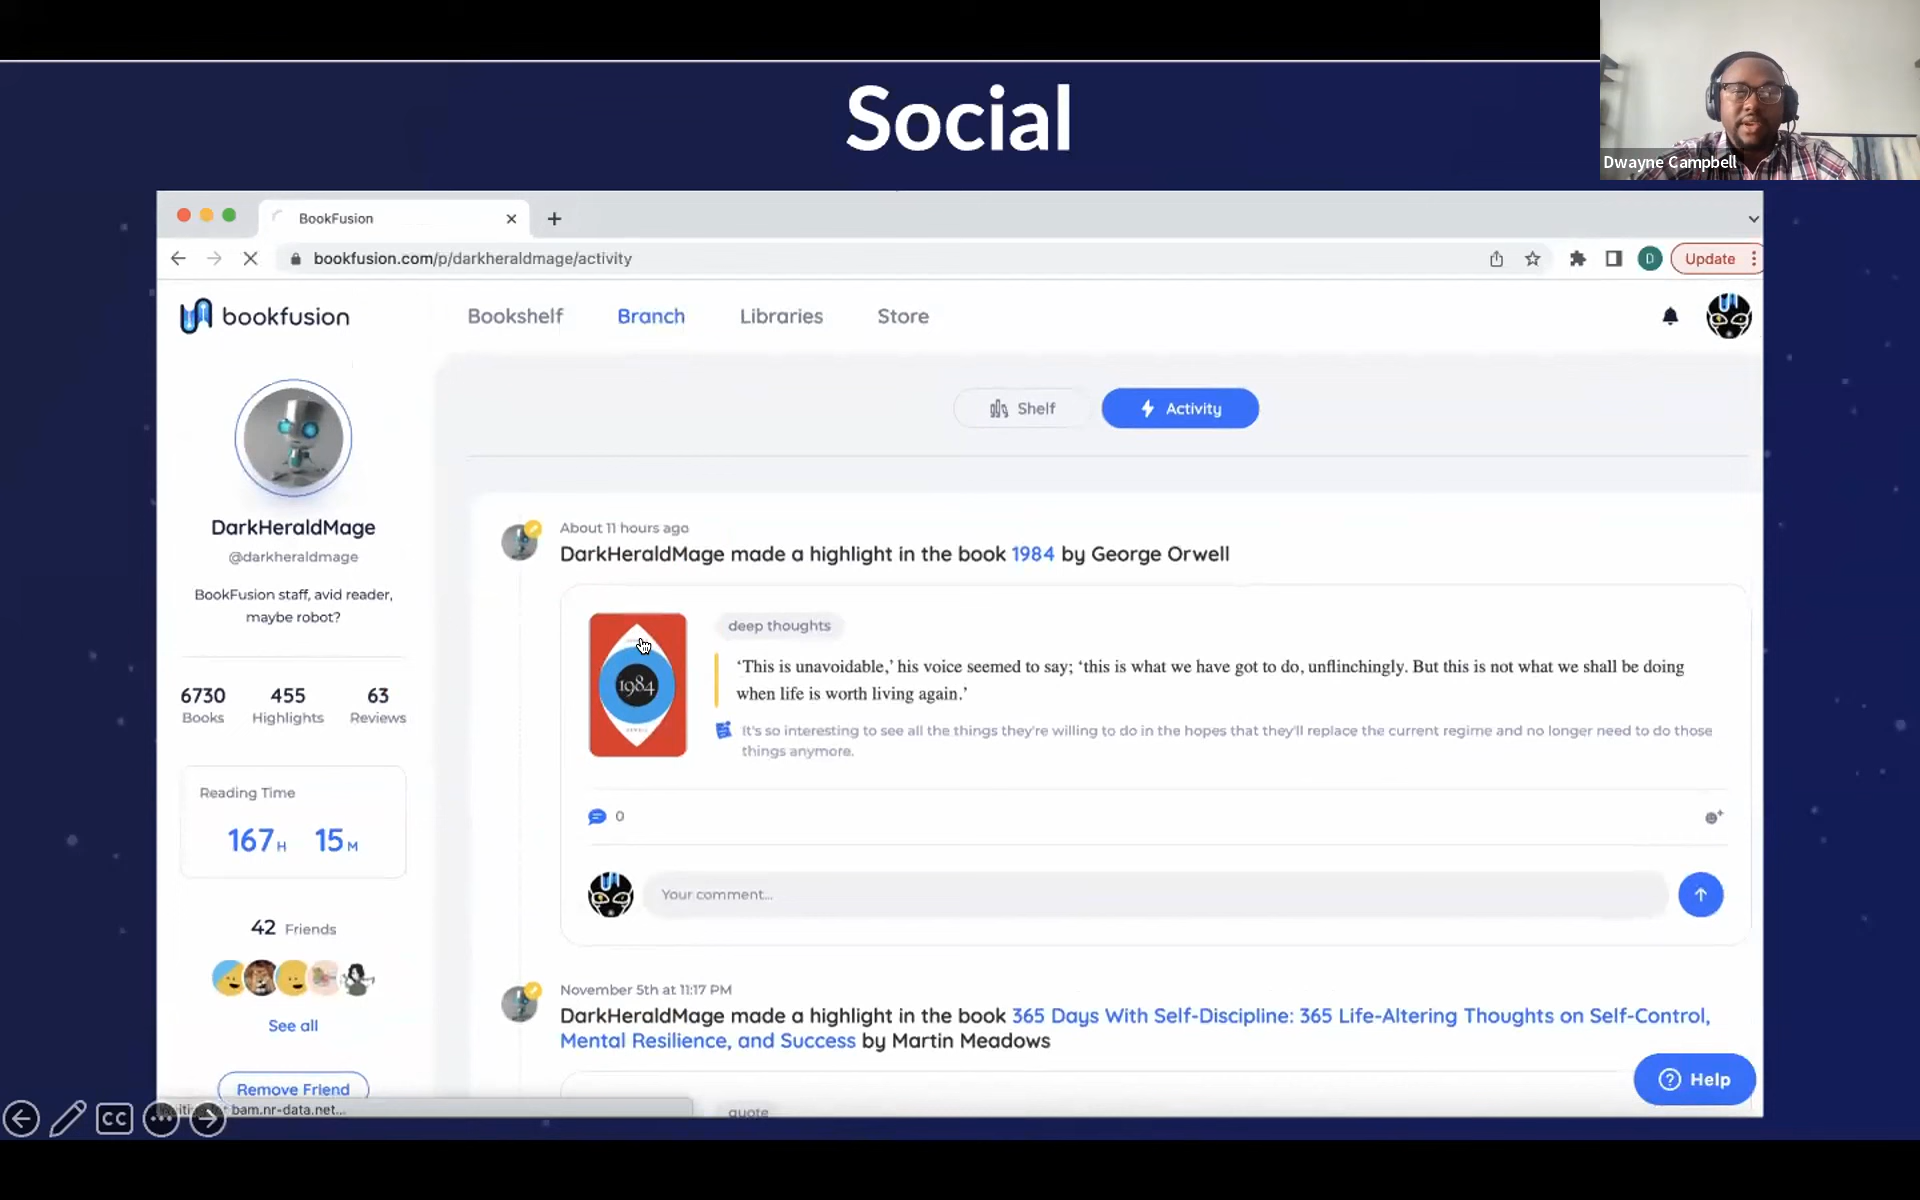 Social
Dwayne Campbell
BookFusion
bookfusion.com/p/darkheraldmage/activity
D
Update
bookfusion
Bookshelf
Branch
Libraries
Store
Shelf
Activity
DarkHeraldMage
@darkheraldmage
BookFusion staff, avid reader,
maybe robot?
6730 455 63
Books Highlights Reviews
Reading Time
167 H 15 M
42 Friends
See all
Remove Friend
About 11 hours ago
DarkHeraldMage made a highlight in the book 1984 by George Orwell
1984
deep thoughts
‘This is unavoidable,’ his voice seemed to say; ‘this is what we have got to do, unflinchingly. But this is not what we shall be doing
when life is worth living again.’
It's so interesting to see all the things they're willing to do in the hopes that they'll replace the current regime and no longer need to do those
things anymore.
0
Your comment...
November 5th at 11:17 PM
DarkHeraldMage made a highlight in the book 365 Days With Self-Discipline: 365 Life-Altering Thoughts on Self-Control,
Mental Resilience, and Success by Martin Meadows
quote
Help
bam.nr-data.net...
CC